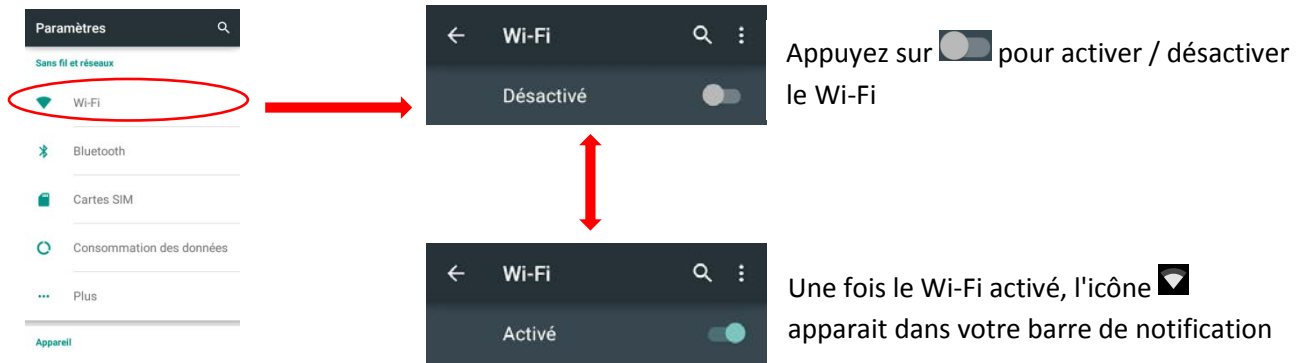 Paramètres
Sans fil et réseaux
Wi-Fi
Bluetooth
Cartes SIM
Consommation des données
Plus
Appareil
Wi-Fi
Désactivé
Appuyez sur pour activer / désactiver
le Wi-Fi
Wi-Fi
Activé
Une fois le Wi-Fi activé, l'icône
apparait dans votre barre de notification